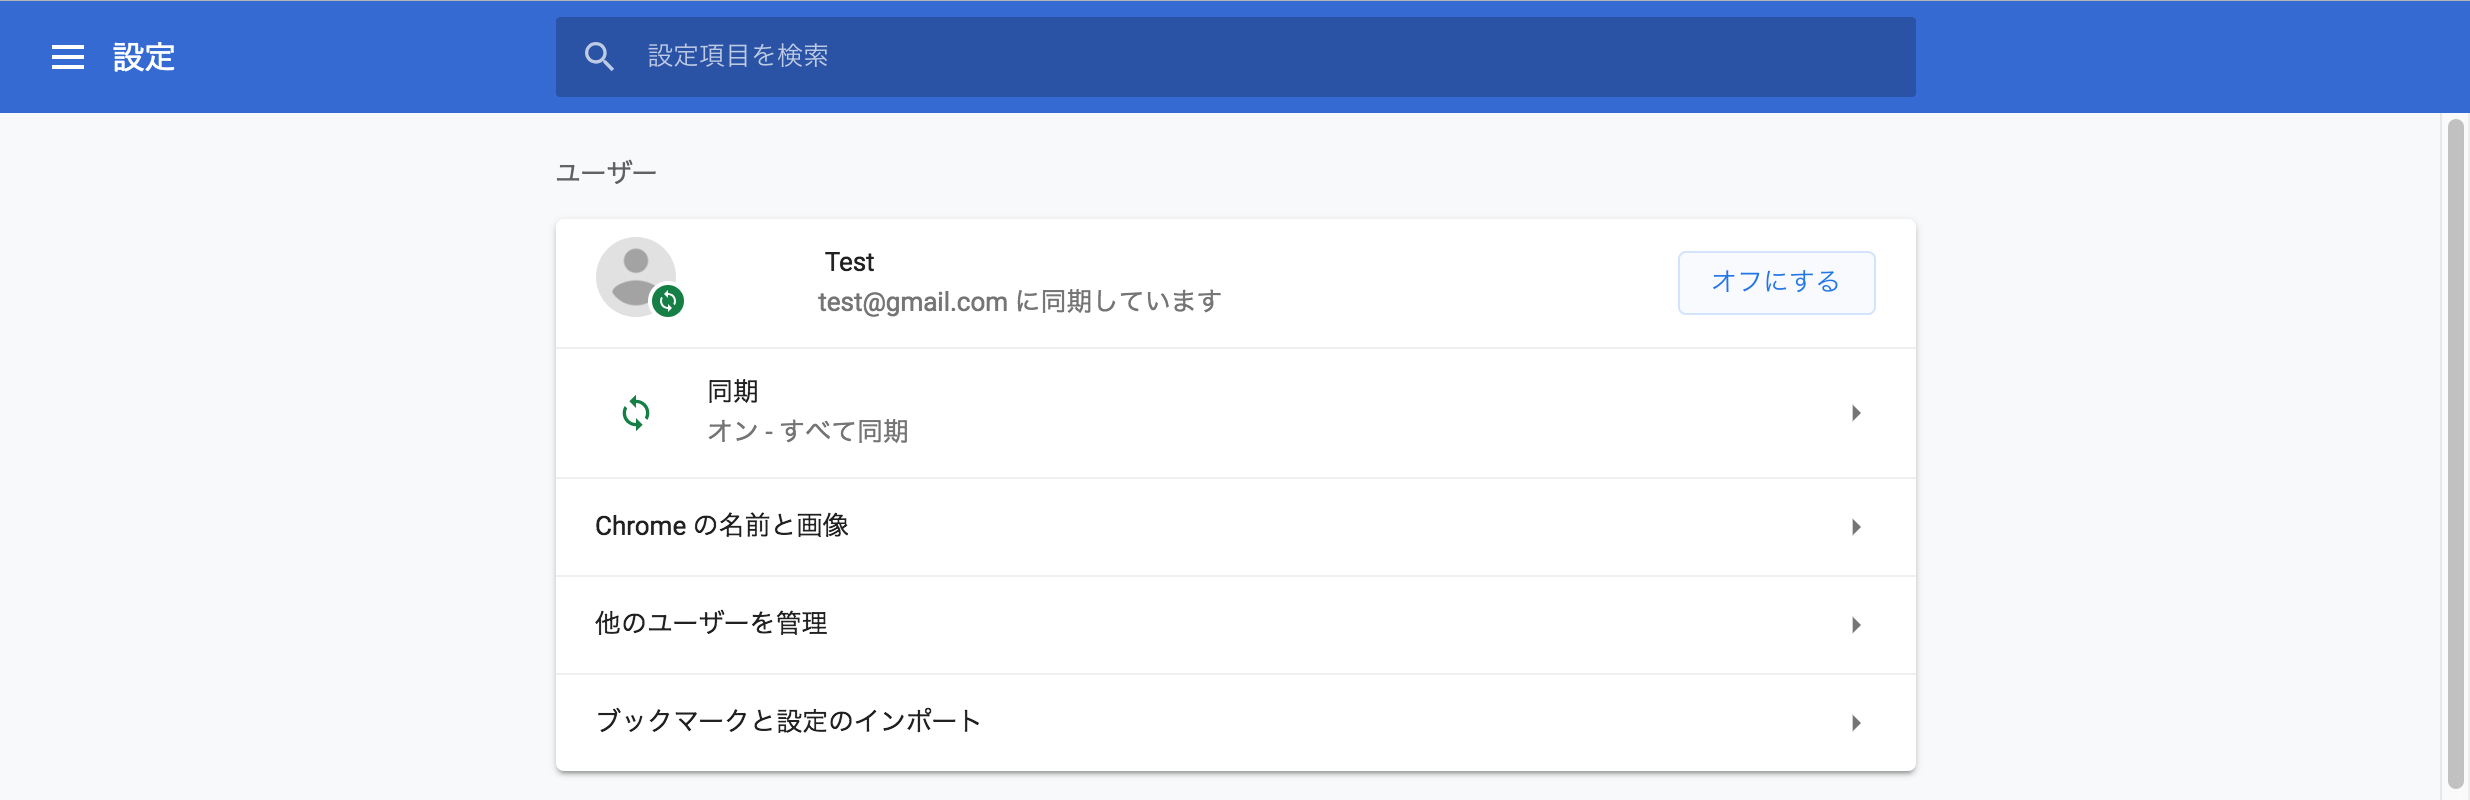 設定
設定項目を検索
ユーザー
Test
test@gmail.com に同期しています
オフにする
同期
オン - すべて同期
Chrome の名前と画像
他のユーザーを管理
ブックマークと設定のインポート